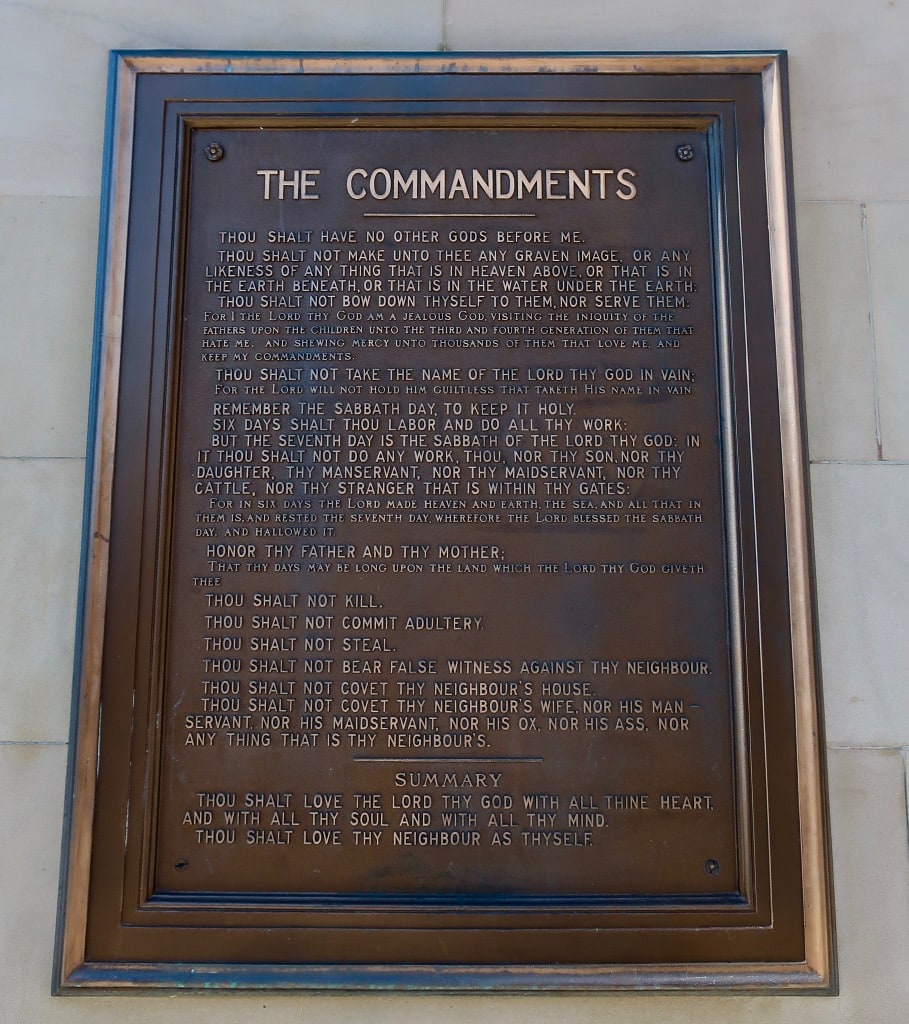 THE COMMANDMENTS
THOU SHALT HAVE NO OTHER GODS BEFORE ME.
THOU SHALT NOT MAKE UNTO THEE ANY GRAVEN IMAGE, OR ANY
LIKENESS OF ANY THING THAT IS IN HEAVEN ABOVE, OR THAT IS IN
THE EARTH BENEATH, OR THAT IS IN THE WATER UNDER THE EARTH:
THOU SHALT NOT BOW DOWN THYSELF TO THEM, NOR SERVE THEM:
FOR I THE LORD THY GOD AM A JEALOUS GOD, VISITING THE INIQUITY OF THE
FATHERS UPON THE CHILDREN UNTO THE THIRD AND FOURTH GENERATION OF THEM THAT
HATE ME. AND SHEWING MERCY UNTO THOUSANDS OF THEM THAT LOVE ME, AND
KEEP MY COMMANDMENTS.
THOU SHALT NOT TAKE THE NAME OF THE LORD THY GOD IN VAIN;
FOR THE LORD WILL NOT HOLD HIM GUILTLESS THAT TAKETH HIS NAME IN VAIN
REMEMBER THE SABBATH DAY, TO KEEP IT HOLY.
SIX DAYS SHALT THOU LABOR AND DO ALL THY WORK:
BUT THE SEVENTH DAY IS THE SABBATH OF THE LORD THY GOD: IN
IT THOU SHALT NOT DO ANY WORK, THOU, NOR THY SON, NOR THY
DAUGHTER, THY MANSERVANT, NOR THY MAIDSERVANT, NOR THY
CATTLE, NOR THY STRANGER THAT IS WITHIN THY GATES:
FOR IN SIX DAYS THE LORD MADE HEAVEN AND EARTH, THE SEA, AND ALL THAT IN
THEM IS, AND RESTED THE SEVENTH DAY, WHEREFORE THE LORD BLESSED THE SABBATH
DAY, AND HALLOWED IT
HONOR THY FATHER AND THY MOTHER;
THAT THY DAYS MAY BE LONG UPON THE LAND WHICH THE LORD THY GOD GIVETH
THEE
THOU SHALT NOT KILL.
THOU SHALT NOT COMMIT ADULTERY.
THOU SHALT NOT STEAL.
THOU SHALT NOT BEAR FALSE WITNESS AGAINST THY NEIGHBOUR.
THOU SHALT NOT COVET THY NEIGHBOUR'S HOUSE.
THOU SHALT NOT COVET THY NEIGHBOUR'S WIFE, NOR HIS MAN-
SERVANT, NOR HIS MAIDSERVANT, NOR HIS OX, NOR HIS ASS, NOR
ANY THING THAT IS THY NEIGHBOUR'S.
SUMMARY
THOU SHALT LOVE THE LORD THY GOD WITH ALL THINE HEART,
AND WITH ALL THY SOUL AND WITH ALL THY MIND.
THOU SHALT LOVE THY NEIGHBOUR AS THYSELF.